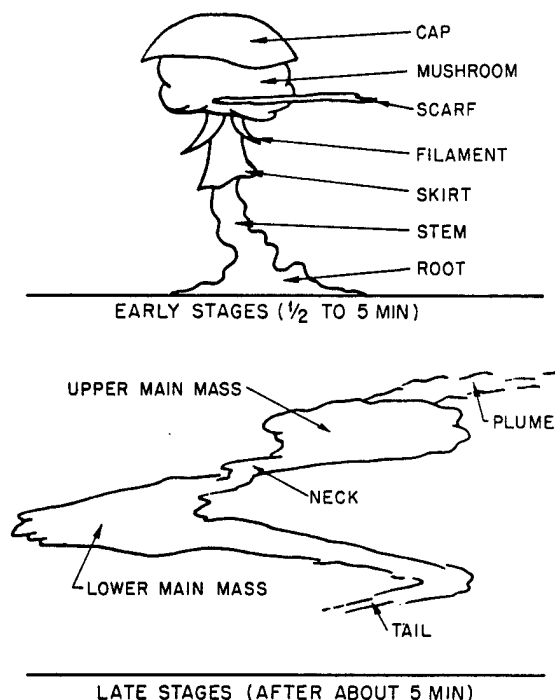 CAP
MUSHROOM
SCARF
FILAMENT
SKIRT
STEM
ROOT
EARLY STAGES (½ TO 5 MIN)
UPPER MAIN MASS
PLUME
NECK
LOWER MAIN MASS
TAIL
LATE STAGES (AFTER ABOUT 5 MIN)